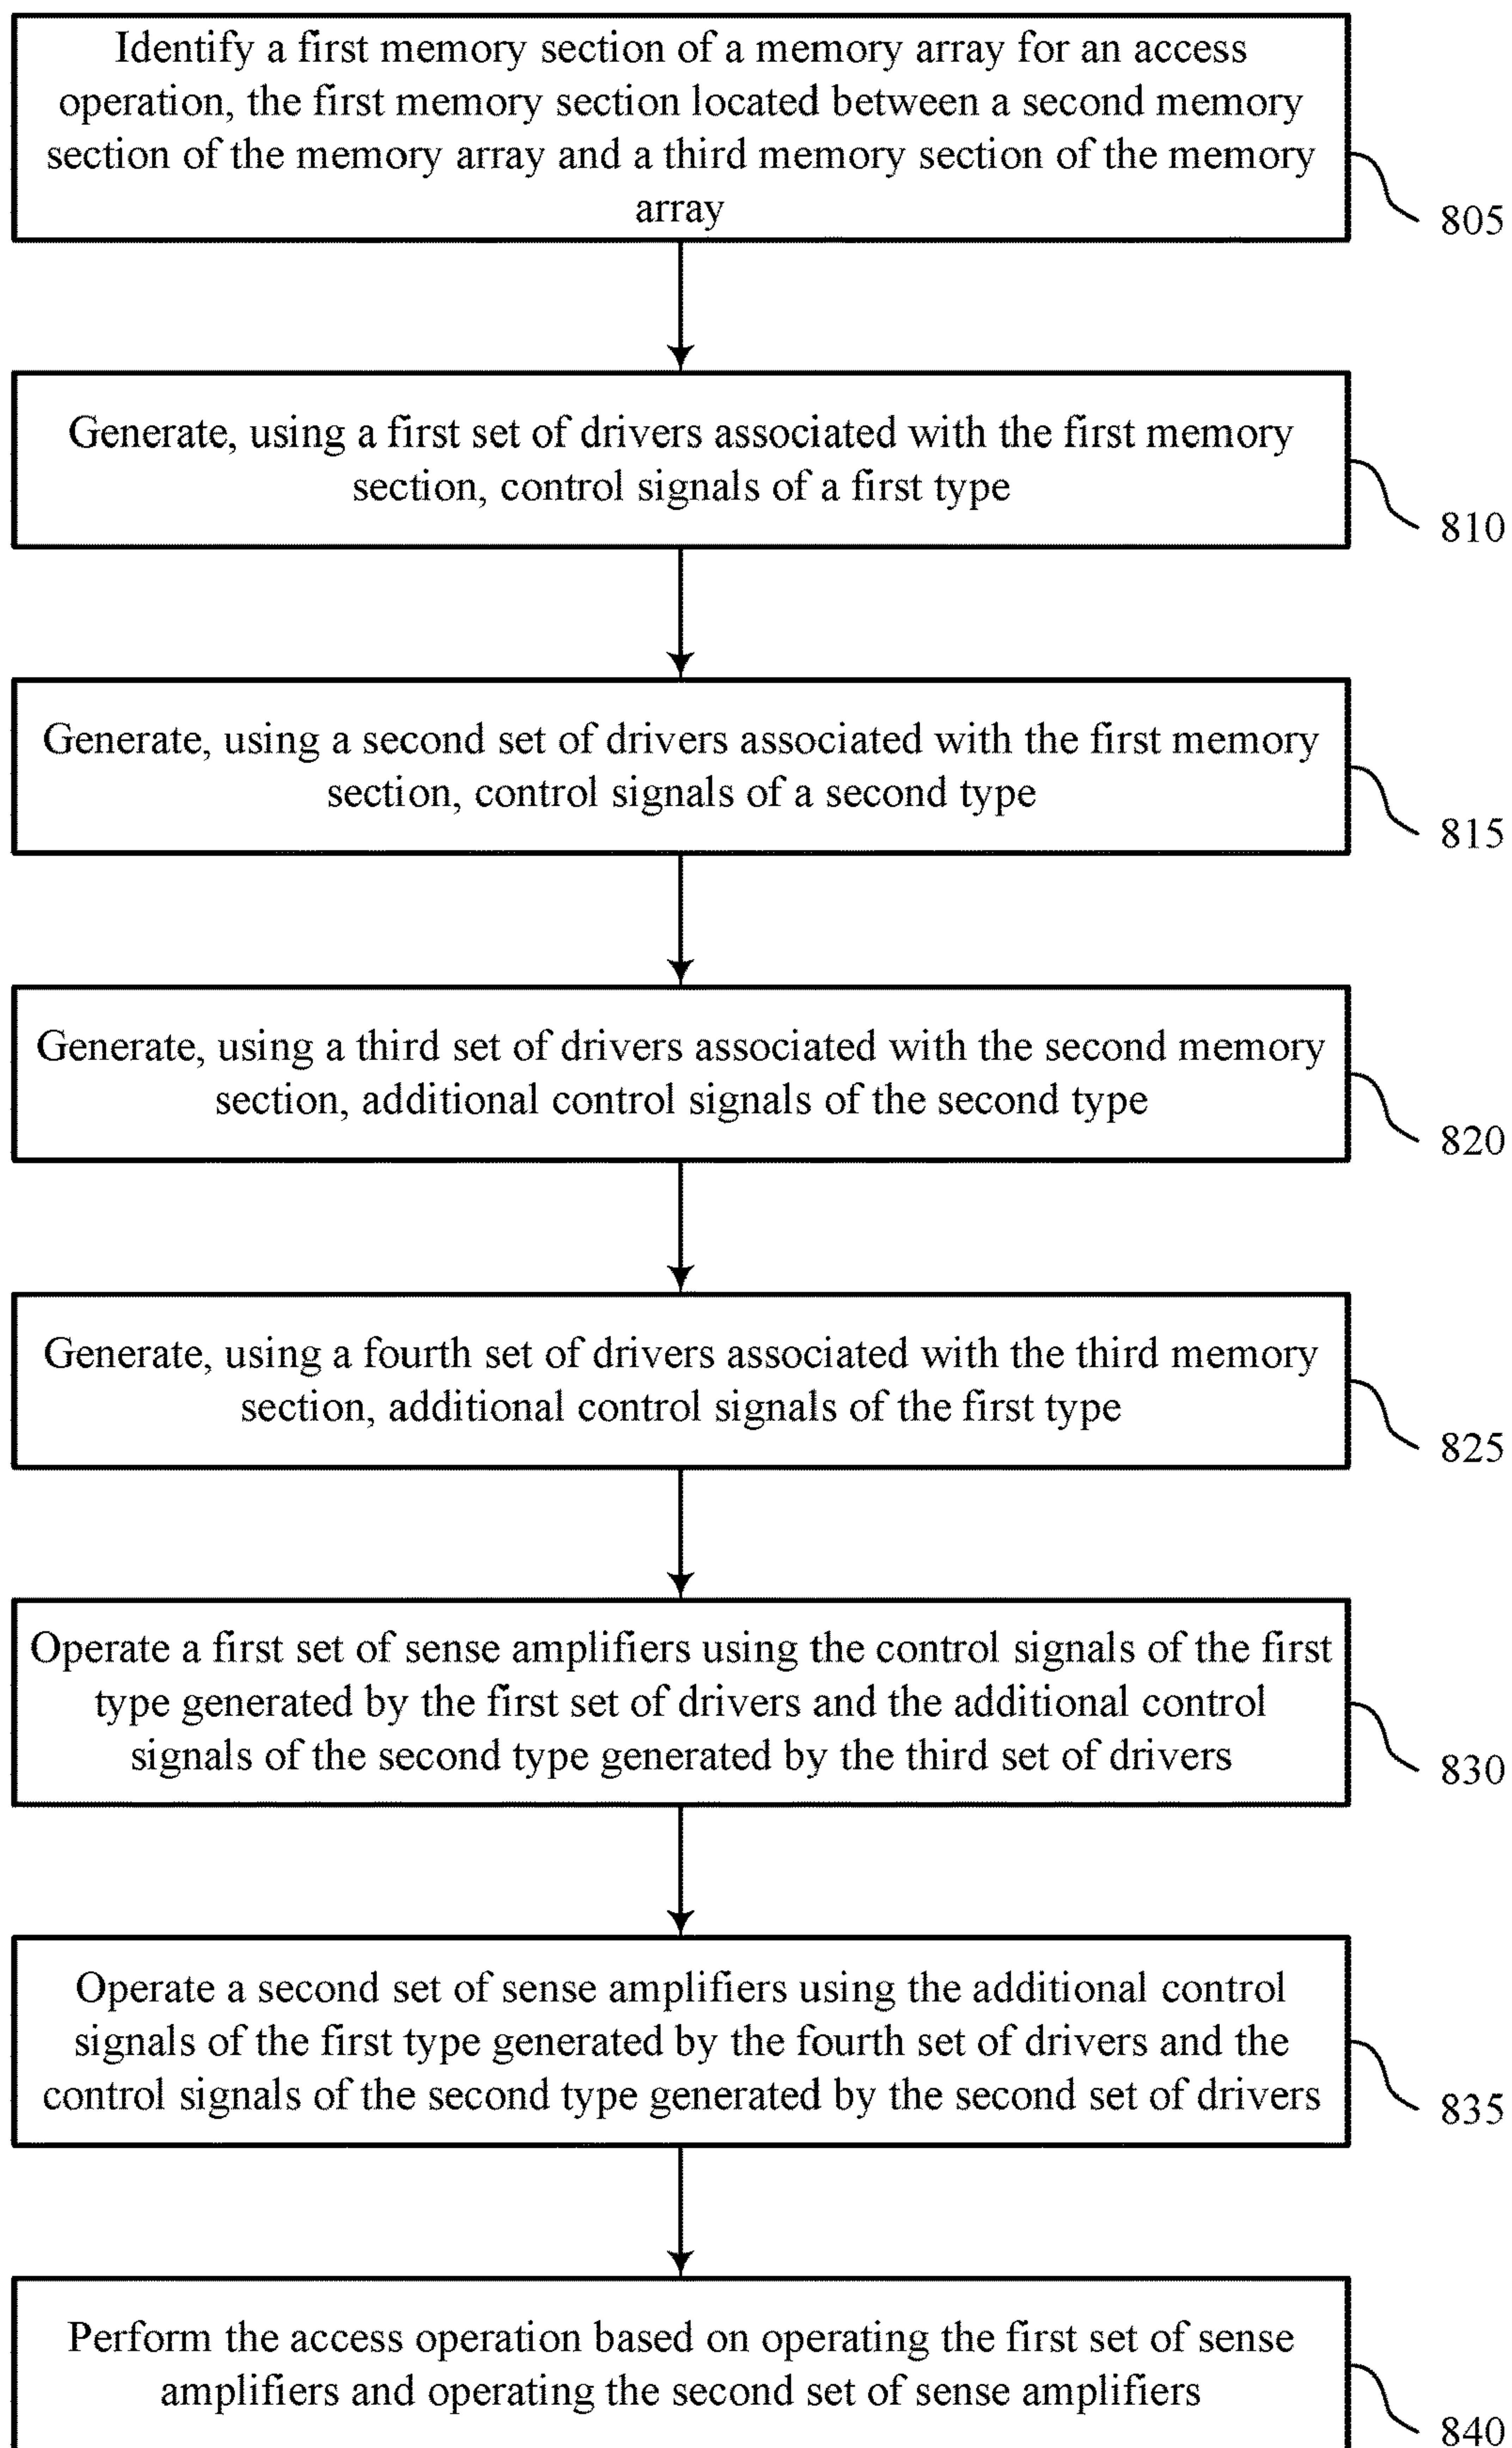 Identify a first memory section of a memory array for an access
operation, the first memory section located between a second memory
section of the memory array and a third memory section of the memory
array
805
Generate, using a first set of drivers associated with the first memory
section, control signals of a first type
810
Generate, using a second set of drivers associated with the first memory
section, control signals of a second type
815
Generate, using a third set of drivers associated with the second memory
section, additional control signals of the second type
820
Generate, using a fourth set of drivers associated with the third memory
section, additional control signals of the first type
825
Operate a first set of sense amplifiers using the control signals of the first
type generated by the first set of drivers and the additional control
signals of the second type generated by the third set of drivers
830
Operate a second set of sense amplifiers using the additional control
signals of the first type generated by the fourth set of drivers and the
control signals of the second type generated by the second set of drivers
835
Perform the access operation based on operating the first set of sense
amplifiers and operating the second set of sense amplifiers
840